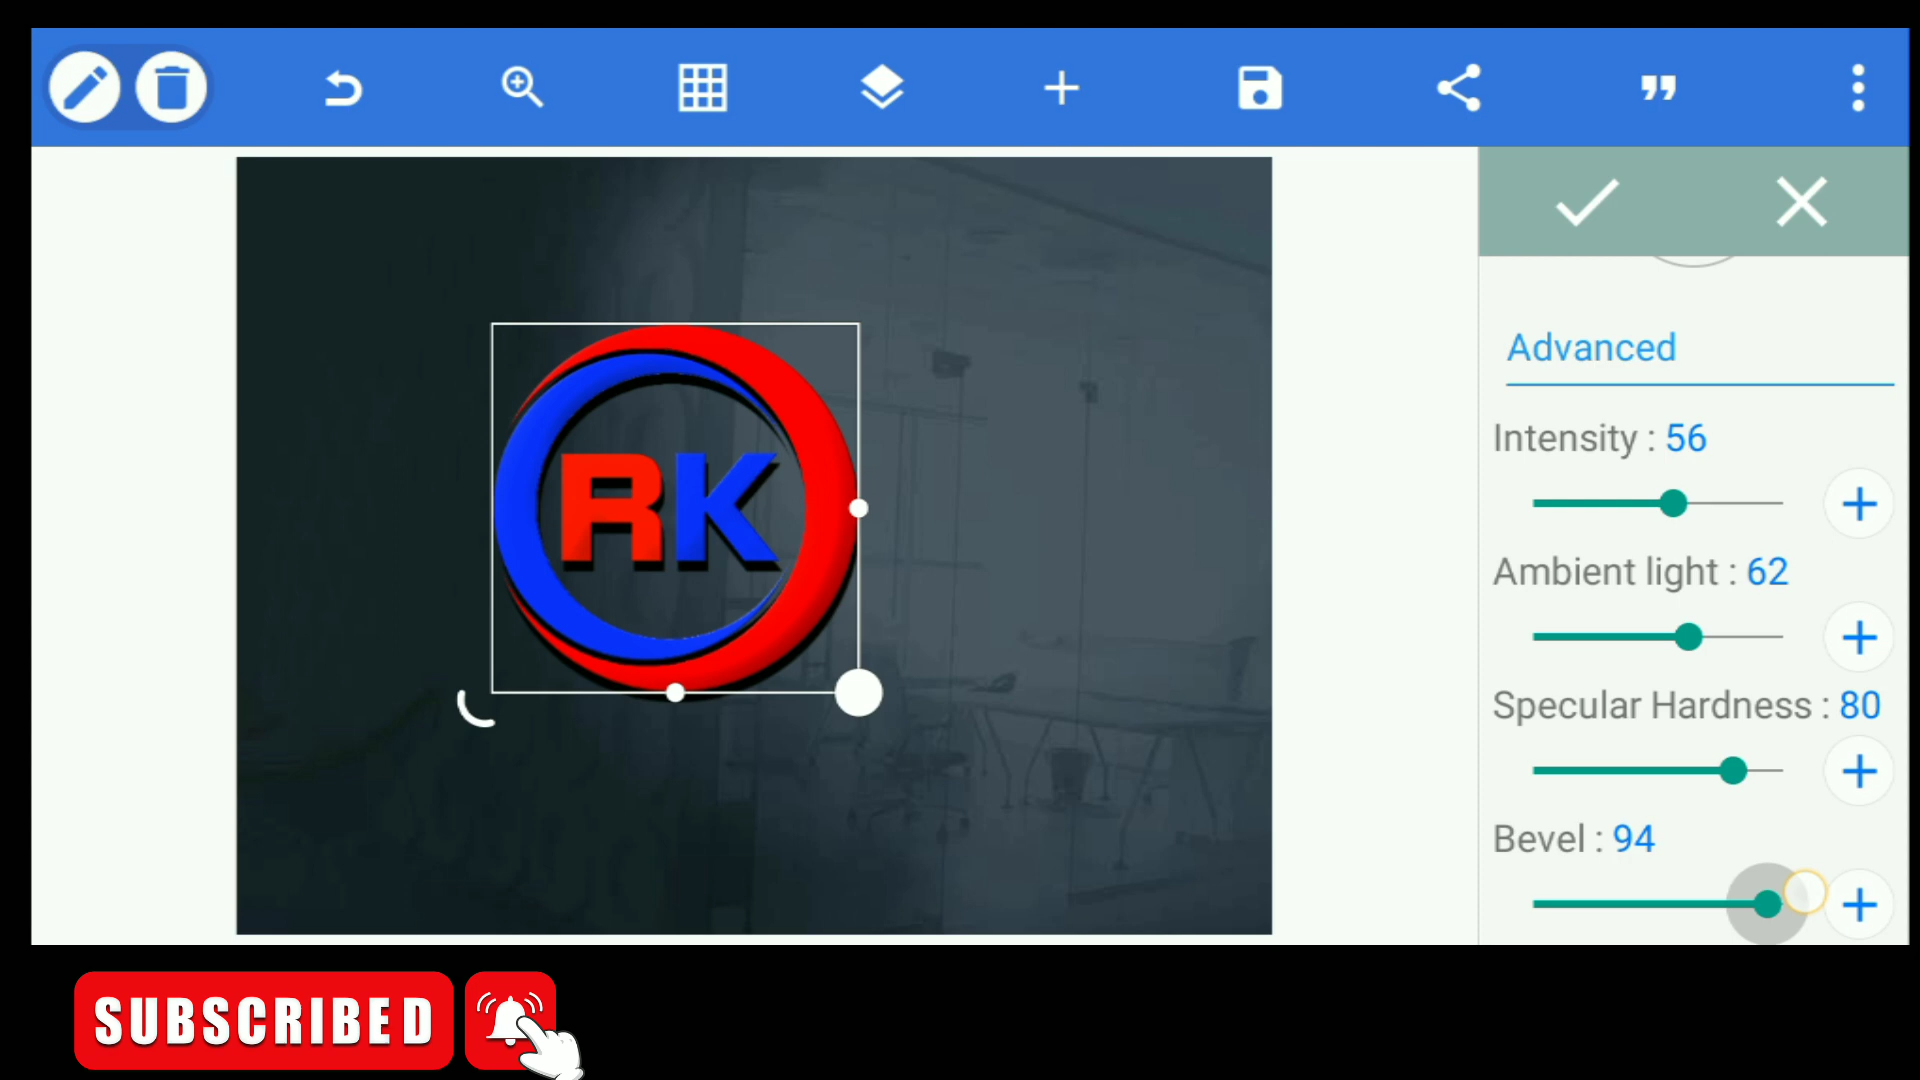 RK
Advanced
Intensity : 56
Ambient light : 62
Specular Hardness : 80
Bevel : 94
SUBSCRIBED